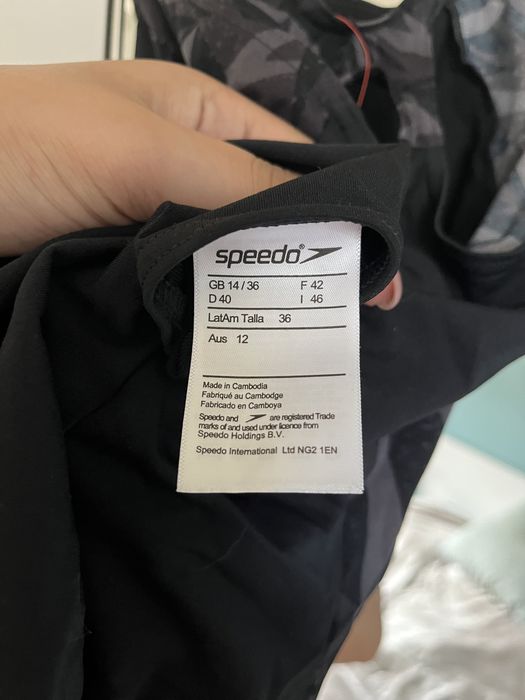 speedo®
GB 14 / 36 F 42
D 40 I 46
LatAm Talla 36
Aus 12
Made in Cambodia
Fabriqué au Cambodge
Fabricado en Camboya
Speedo and are registered Trade
marks of and used under licence from
Speedo Holdings B.V.
Speedo International Ltd NG2 1EN